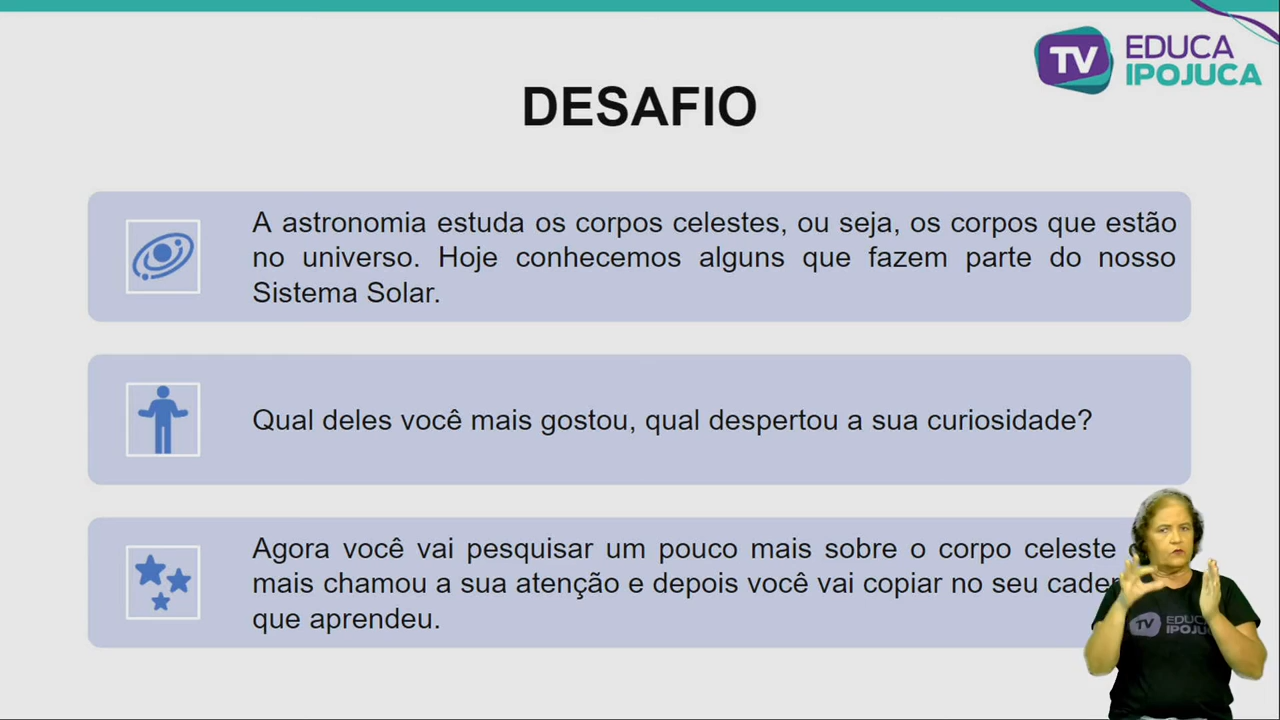 TV EDUCA
IPOJUCA
DESAFIO
A astronomia estuda os corpos celestes, ou seja, os corpos que estão
no universo. Hoje conhecemos alguns que fazem parte do nosso
Sistema Solar.
Qual deles você mais gostou, qual despertou a sua curiosidade?
Agora você vai pesquisar um pouco mais sobre o corpo celeste
mais chamou a sua atenção e depois você vai copiar no seu
que aprendeu.
TV EDUCA